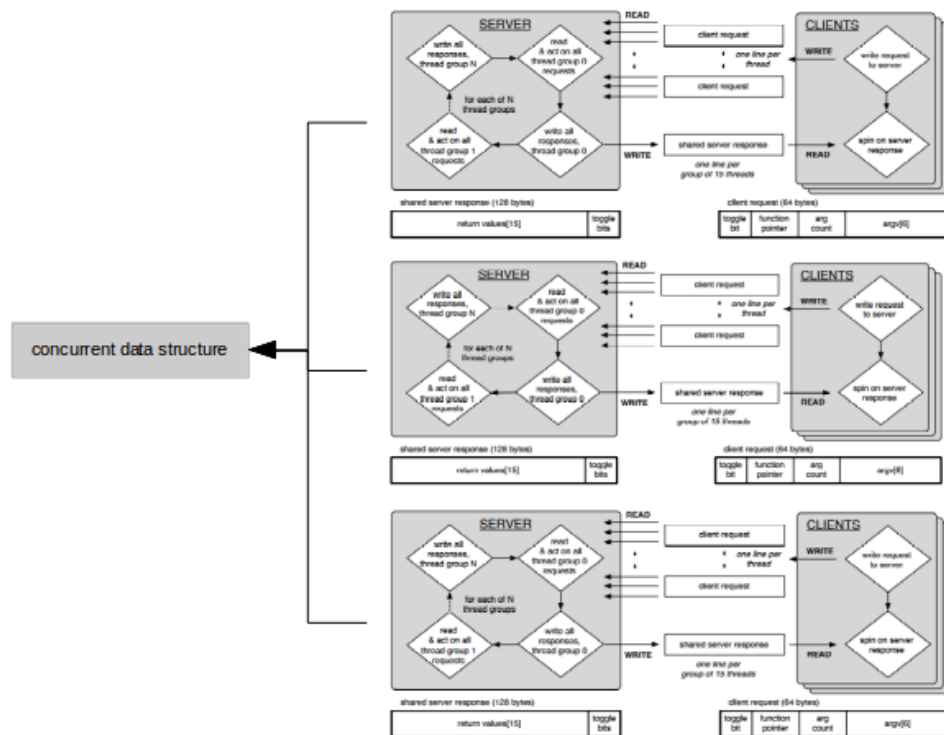 SERVER
READ
CLIENTS
write all
responses,
thread group N
read
& act on all
thread group 0
requests
client request
one line per
thread
WRITE
write request
to server
for each of N
thread groups
client request
read
& act on all
thread group 1
requests
write all
responses,
thread group 0
WRITE
shared server response
one line per
group of 15 threads
READ
spin on server
response
shared server response (128 bytes)
return values[15]
toggle
bits
client request (64 bytes)
toggle
bit
function
pointer
arg
count
argv[6]
concurrent data structure
SERVER
READ
CLIENTS
write all
responses,
thread group N
read
& act on all
thread group 0
requests
client request
one line per
thread
WRITE
write request
to server
for each of N
thread groups
client request
read
& act on all
thread group 1
requests
write all
responses,
thread group 0
WRITE
shared server response
one line per
group of 15 threads
READ
spin on server
response
shared server response (128 bytes)
return values[15]
toggle
bits
client request (64 bytes)
toggle
bit
function
pointer
arg
count
argv[6]
SERVER
READ
CLIENTS
write all
responses,
thread group N
read
& act on all
thread group 0
requests
client request
one line per
thread
WRITE
write request
to server
for each of N
thread groups
client request
read
& act on all
thread group 1
requests
write all
responses,
thread group 0
WRITE
shared server response
one line per
group of 15 threads
READ
spin on server
response
shared server response (128 bytes)
return values[15]
toggle
bits
client request (64 bytes)
toggle
bit
function
pointer
arg
count
argv[6]